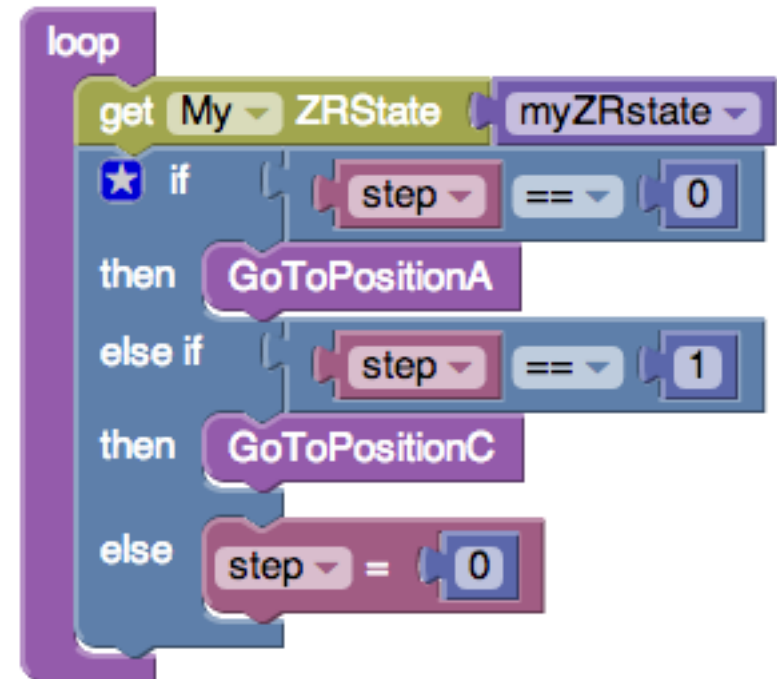 loop
get My ZRState myZRstate
if step == 0
then GoToPositionA
else if step == 1
then GoToPositionC
else step = 0